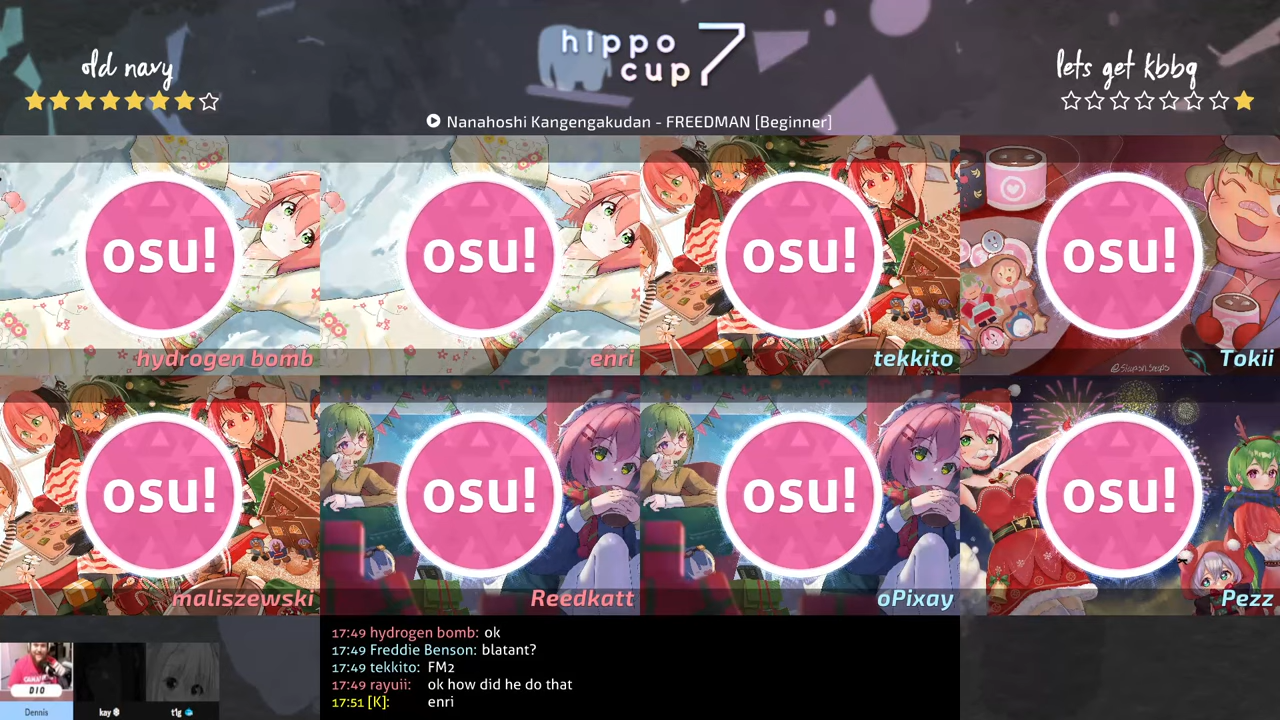 old navy
hippo
cup 7
lets get kbbq
Nanahoshi Kangengakudan - FREEDMAN [Beginner]
osu!
osu!
osu!
osu!
hydrogen bomb
enri
tekkito
Tokii
osu!
osu!
osu!
osu!
maliszewski
Reedkatt
oPixay
Pezz
17:49 hydrogen bomb: ok
17:49 Freddie Benson: blatant?
17:49 tekkito: FM2
17:49 rayuii: ok how did he do that
17:51 [K]: enri
DIO
Dennis
kay
t1g